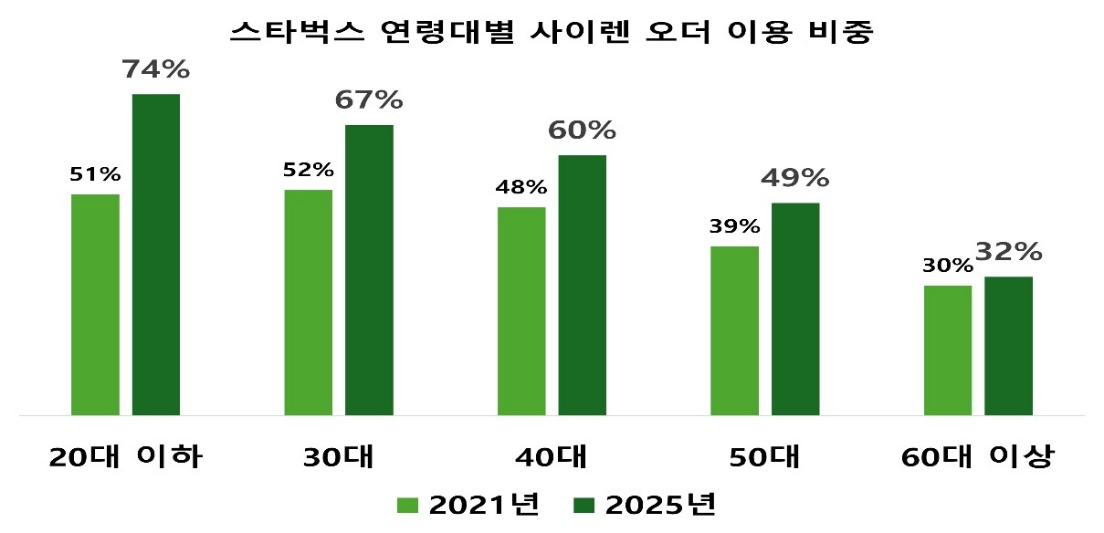 스타벅스 연령대별 사이렌 오더 이용 비중
51% 74%
52% 67%
48% 60%
39% 49%
30% 32%
20대 이하 30대 40대 50대 60대 이상
2021년 2025년